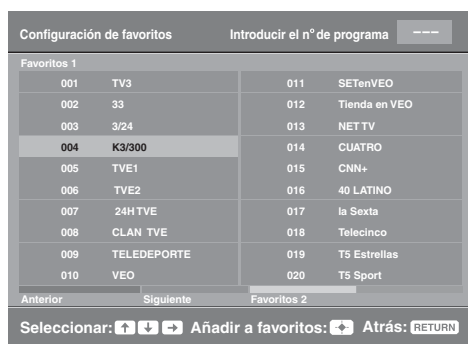 Configuración de favoritos Introducir el nº de programa ---
Favoritos 1
001 TV3 011 SETenVEO
002 33 012 Tienda en VEO
003 3/24 013 NET TV
004 K3/300 014 CUATRO
005 TVE1 015 CNN+
006 TVE2 016 40 LATINO
007 24H TVE 017 la Sexta
008 CLAN TVE 018 Telecinco
009 TELEDEPORTE 019 T5 Estrellas
010 VEO 020 T5 Sport
Anterior Siguiente Favoritos 2
Seleccionar: ↑ ↓ → Añadir a favoritos: Atrás: RETURN